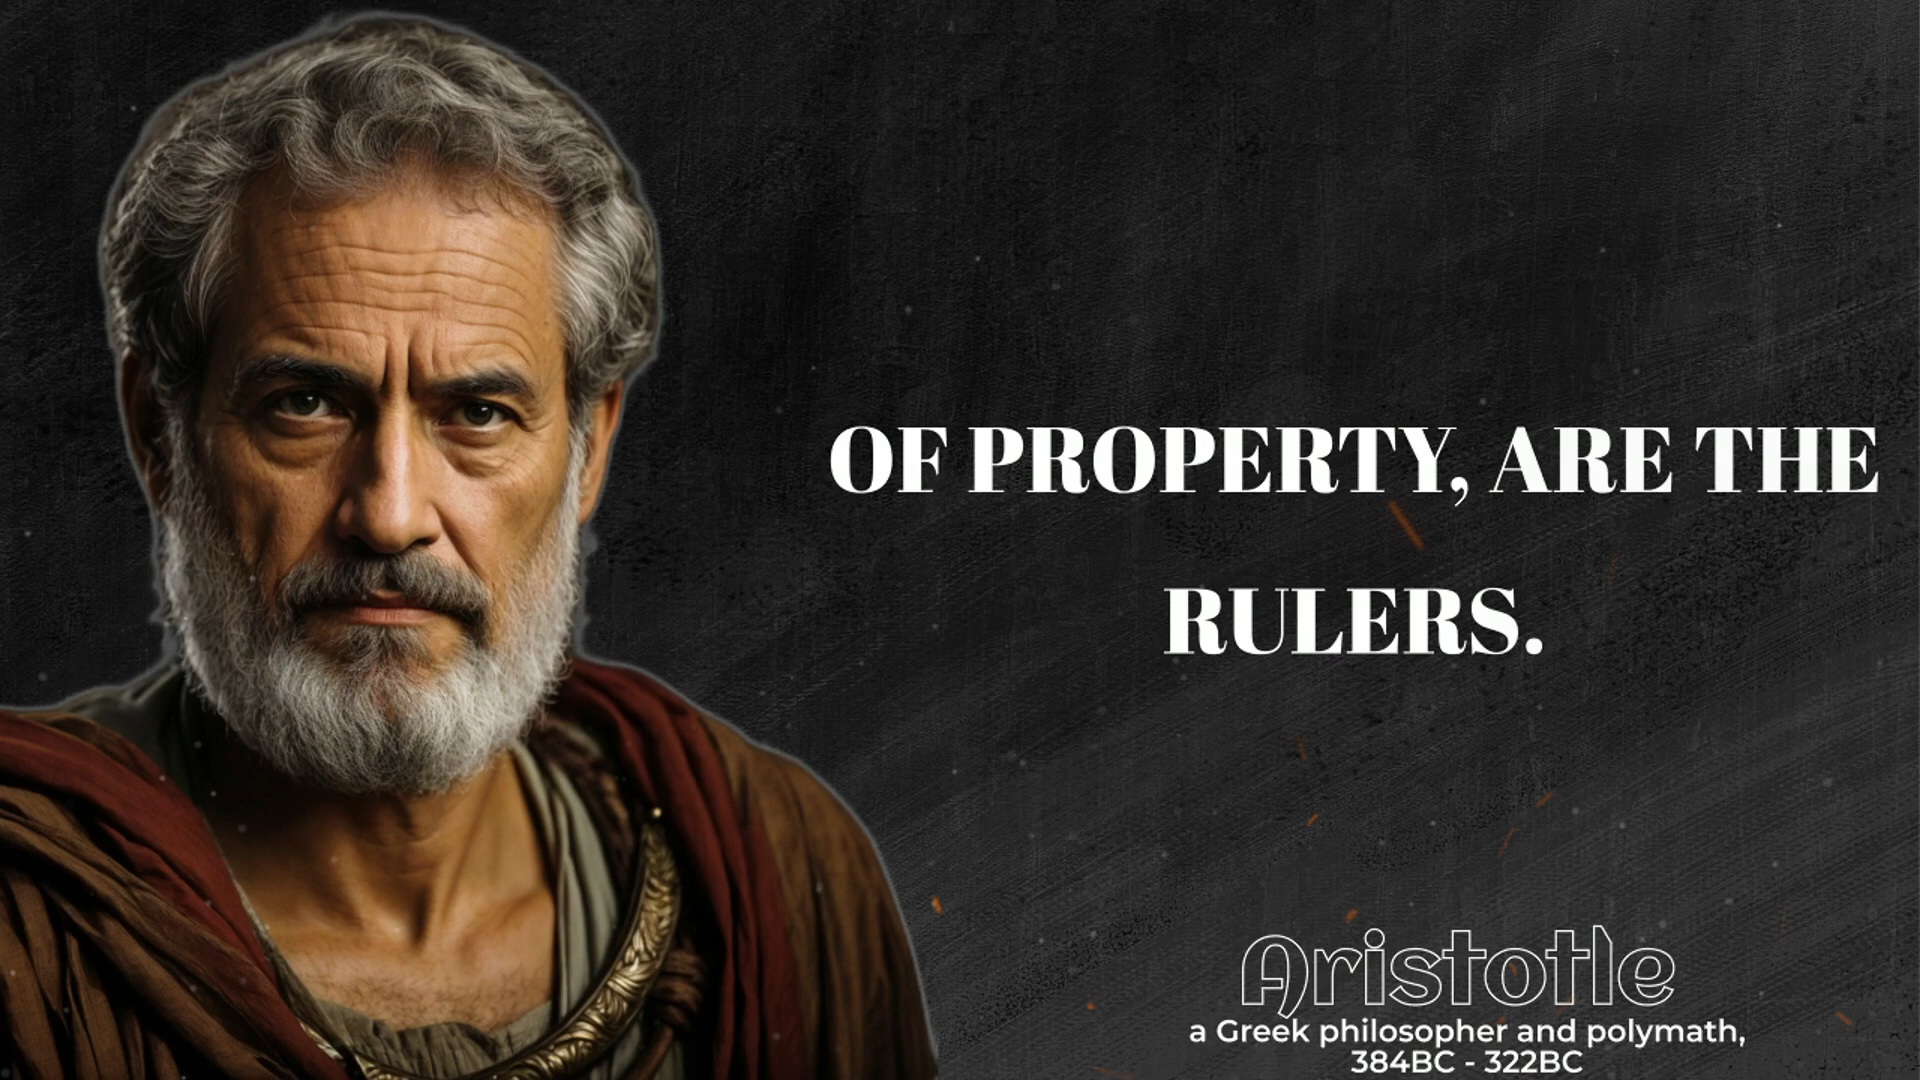 OF PROPERTY, ARE THE
RULERS.
Aristotle
a Greek philosopher and polymath,
384BC - 322BC